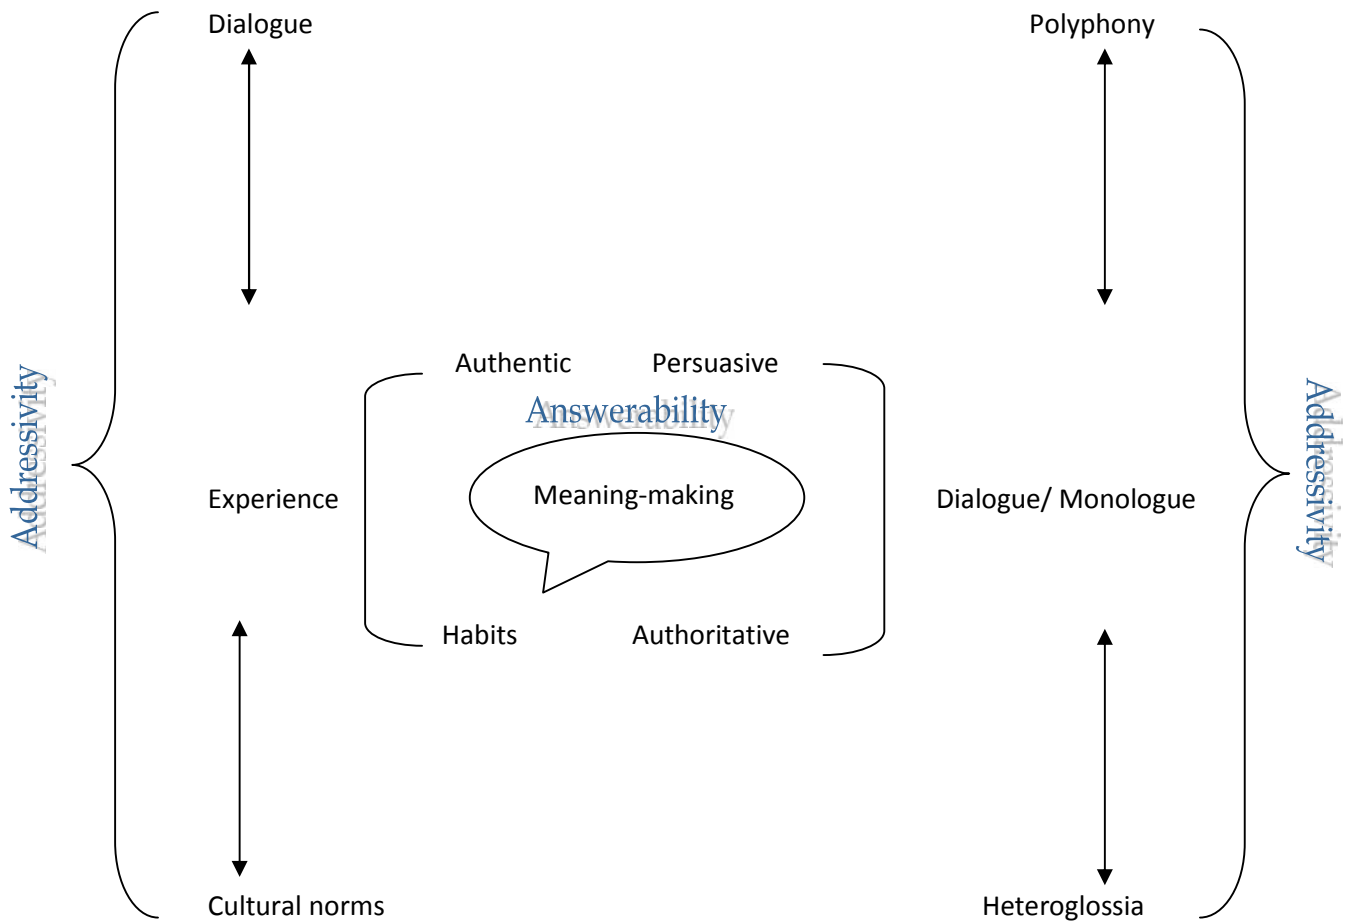 Dialogue
Polyphony
Addressivity
Authentic
Persuasive
Answerability
Addressivity
Experience
Meaning-making
Dialogue/ Monologue
Habits
Authoritative
Cultural norms
Heteroglossia